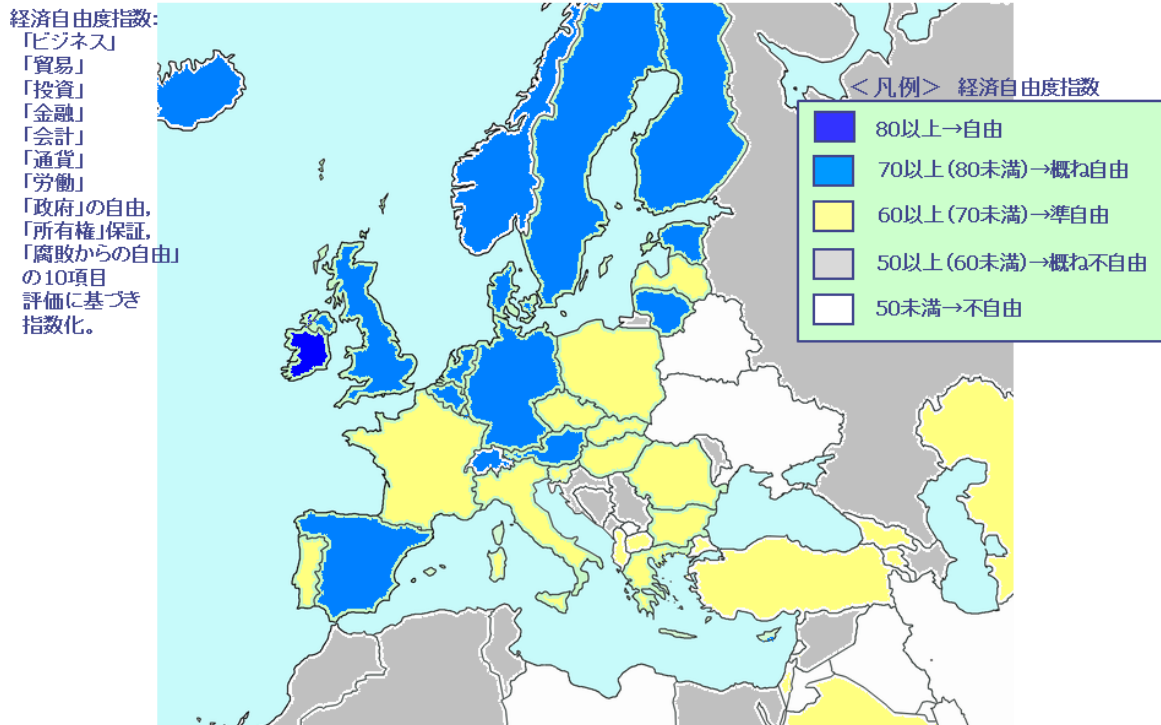 経済自由度指数:
「ビジネス」
「貿易」
「投資」
「金融」
「会計」
「通貨」
「労働」
「政府」の自由,
「所有権」保証,
「腐敗からの自由」
の10項目
評価に基づき
指数化。
＜凡例＞ 経済自由度指数
80以上→自由
70以上(80未満)→概ね自由
60以上(70未満)→準自由
50以上(60未満)→概ね不自由
50未満→不自由